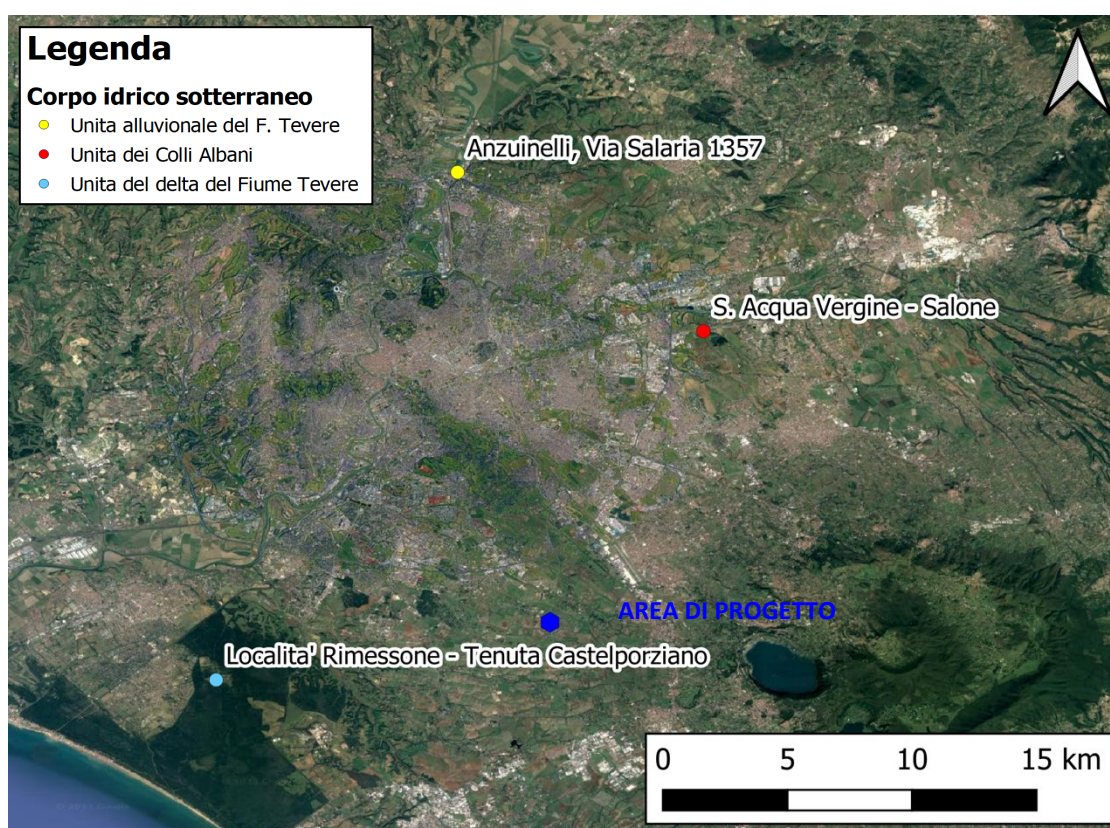 Legenda
Corpo idrico sotterraneo
Unita alluvionale del F. Tevere
Unita dei Colli Albani
Unita del delta del Fiume Tevere
Anzuinelli, Via Salaria 1357
S. Acqua Vergine - Salone
AREA DI PROGETTO
Localita' Rimessone - Tenuta Castelporziano
0 5 10 15 km